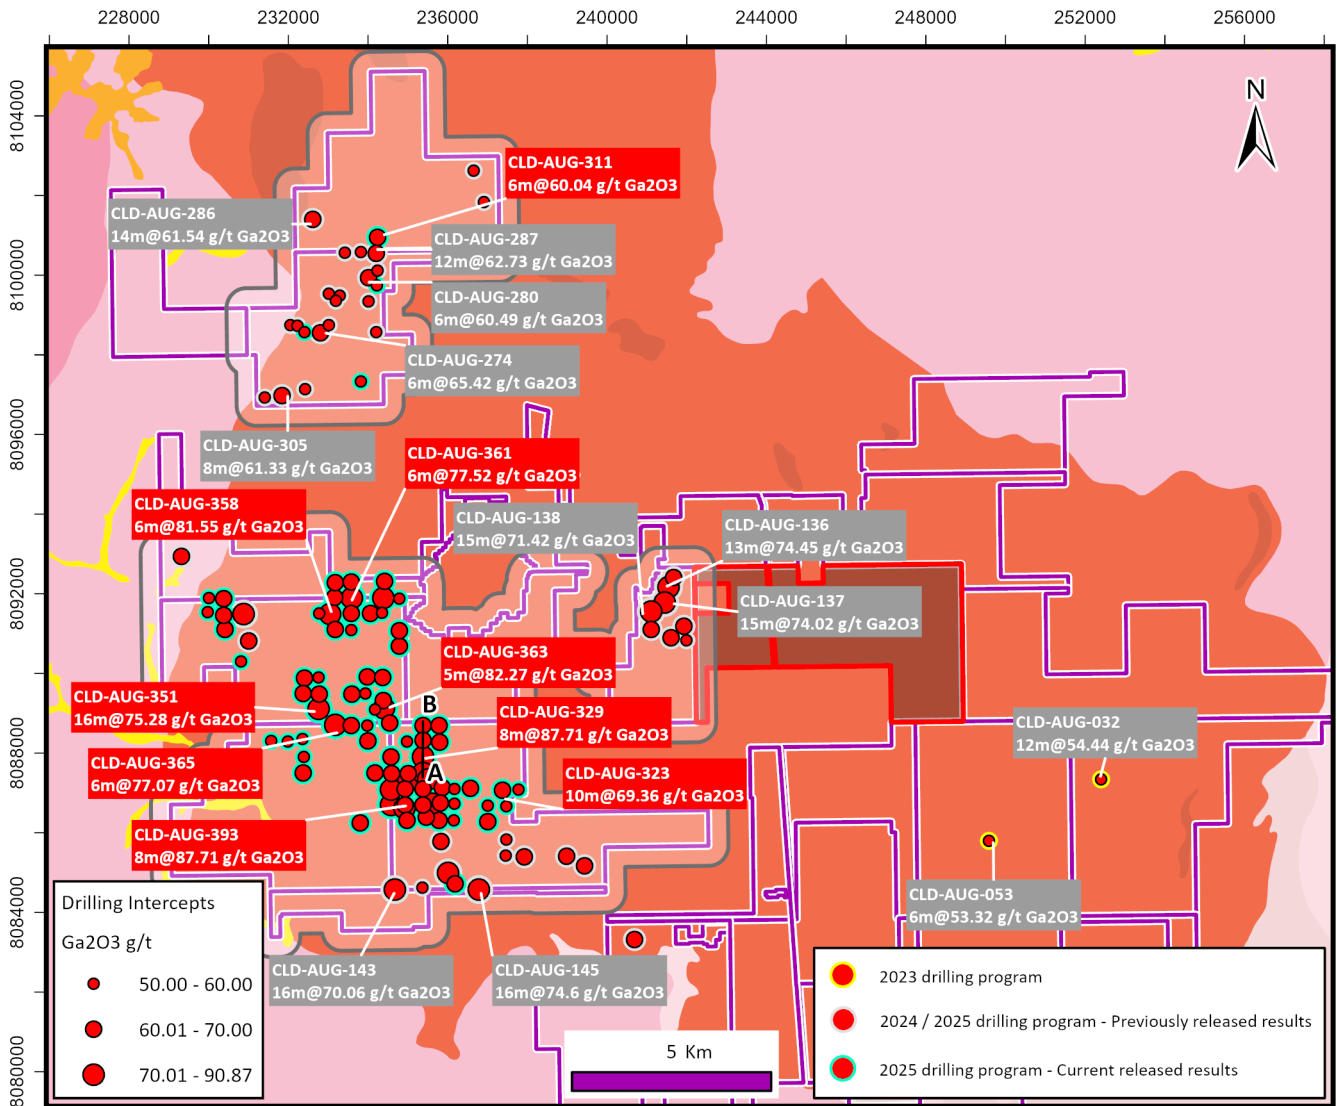 228000 232000 236000 240000 244000 248000 252000 256000
8104000
8100000
8096000
8092000
8088000
8084000
8080000
N
CLD-AUG-311
6m@60.04 g/t Ga2O3
CLD-AUG-286
14m@61.54 g/t Ga2O3
CLD-AUG-287
12m@62.73 g/t Ga2O3
CLD-AUG-280
6m@60.49 g/t Ga2O3
CLD-AUG-274
6m@65.42 g/t Ga2O3
CLD-AUG-305
8m@61.33 g/t Ga2O3
CLD-AUG-361
6m@77.52 g/t Ga2O3
CLD-AUG-358
6m@81.55 g/t Ga2O3
CLD-AUG-138
15m@71.42 g/t Ga2O3
CLD-AUG-136
13m@74.45 g/t Ga2O3
CLD-AUG-137
15m@74.02 g/t Ga2O3
CLD-AUG-363
5m@82.27 g/t Ga2O3
CLD-AUG-351
16m@75.28 g/t Ga2O3
B
CLD-AUG-329
8m@87.71 g/t Ga2O3
CLD-AUG-032
12m@54.44 g/t Ga2O3
CLD-AUG-365
6m@77.07 g/t Ga2O3
A
CLD-AUG-323
10m@69.36 g/t Ga2O3
CLD-AUG-393
8m@87.71 g/t Ga2O3
CLD-AUG-053
6m@53.32 g/t Ga2O3
CLD-AUG-143
16m@70.06 g/t Ga2O3
CLD-AUG-145
16m@74.6 g/t Ga2O3
Drilling Intercepts
Ga2O3 g/t
50.00 - 60.00
60.01 - 70.00
70.01 - 90.87
5 Km
2023 drilling program
2024 / 2025 drilling program - Previously released results
2025 drilling program - Current released results